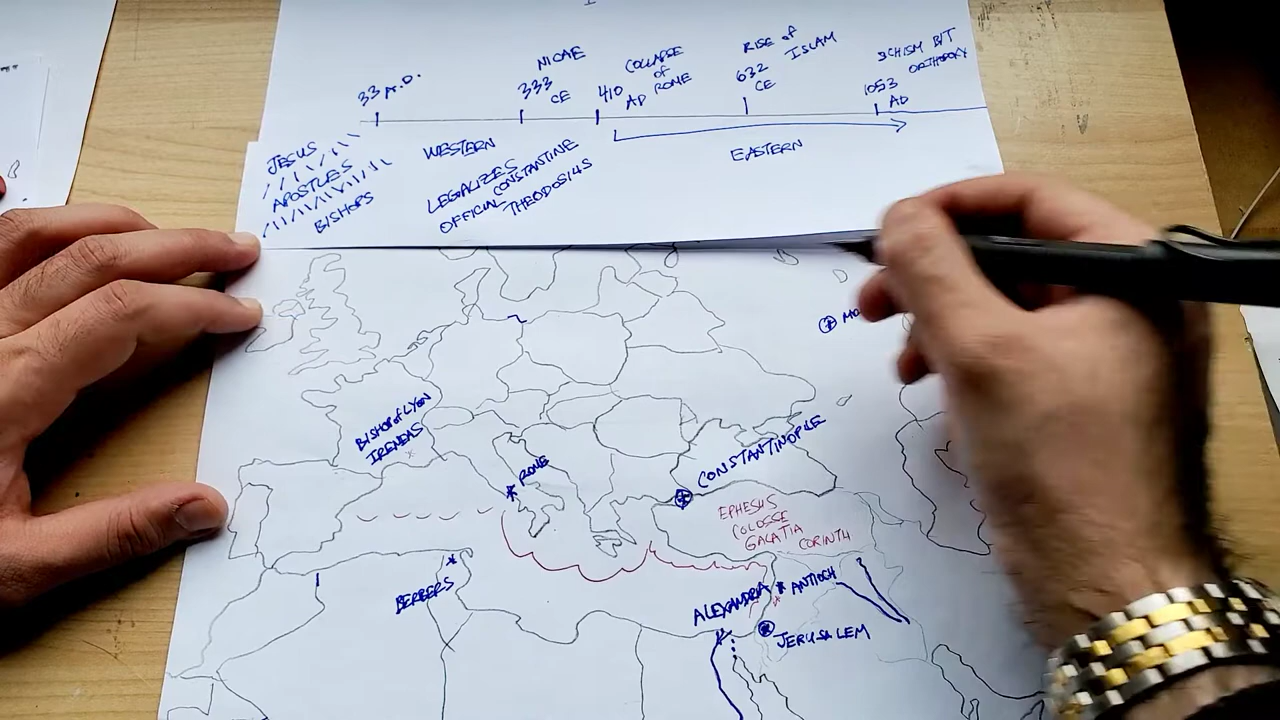 33 A.D.
NICAE
333
CE
COLLAPSE
of
ROME
410
AD
RISE of
ISLAM
632
CE
SCHISM BIT
ORTHODOXY
1053
AD
JESUS
APOSTLES
BISHOPS
WESTERN
LEGALIZES
OFFICIAL CONSTANTINE
THEODOSIUS
EASTERN
MO
BISHOP of LYON
IRENEAS
ROME
CONSTANTINOPLE
EPHESUS
COLOSSE
GALATIA CORINTH
BERBERS
ALEXANDRIA
ANTIOCH
JERUSALEM